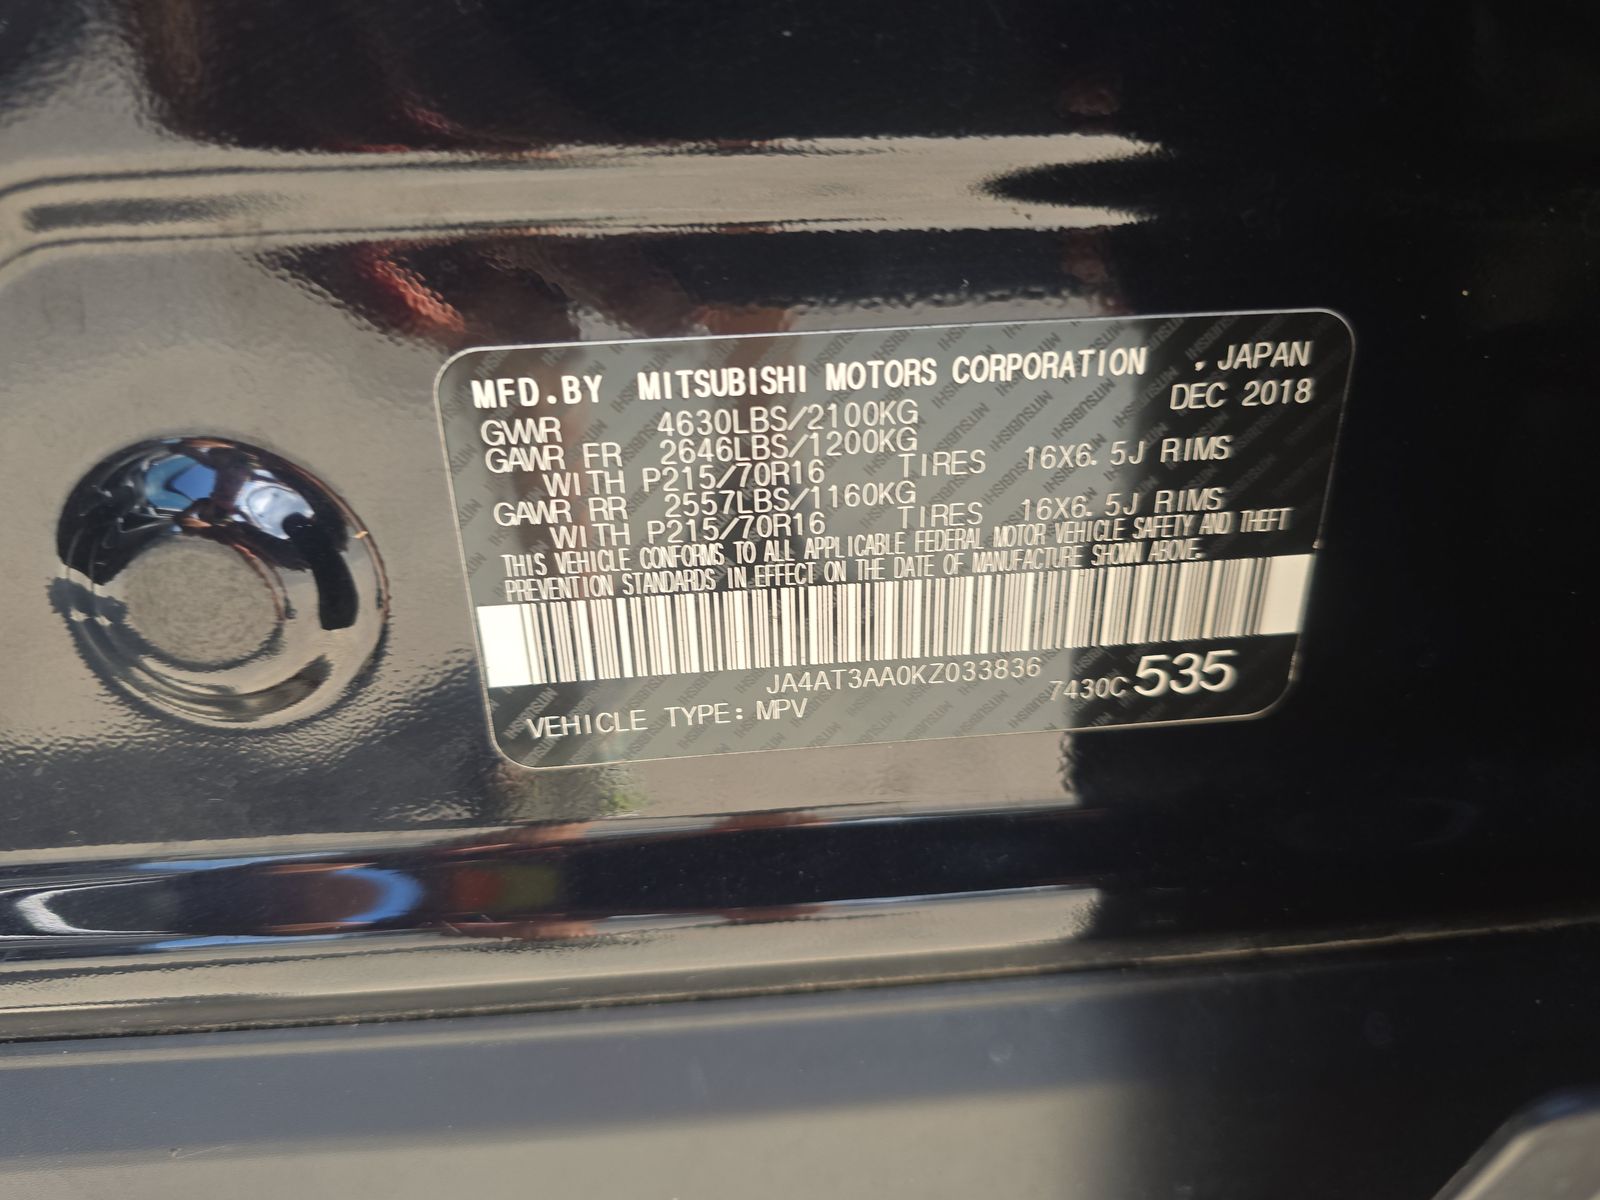 MFD.BY MITSUBISHI MOTORS CORPORATION , JAPAN
DEC 2018
GVWR 4630LBS/2100KG
GAWR FR 2646LBS/1200KG
WITH P215/70R16 TIRES 16X6.5J RIMS
GAWR RR 2557LBS/1160KG
WITH P215/70R16 TIRES 16X6.5J RIMS
THIS VEHICLE CONFORMS TO ALL APPLICABLE FEDERAL MOTOR VEHICLE SAFETY AND THEFT
PREVENTION STANDARDS IN EFFECT ON THE DATE OF MANUFACTURE SHOWN ABOVE.
JA4AT3AA0KZ033836
VEHICLE TYPE: MPV 7430C 535